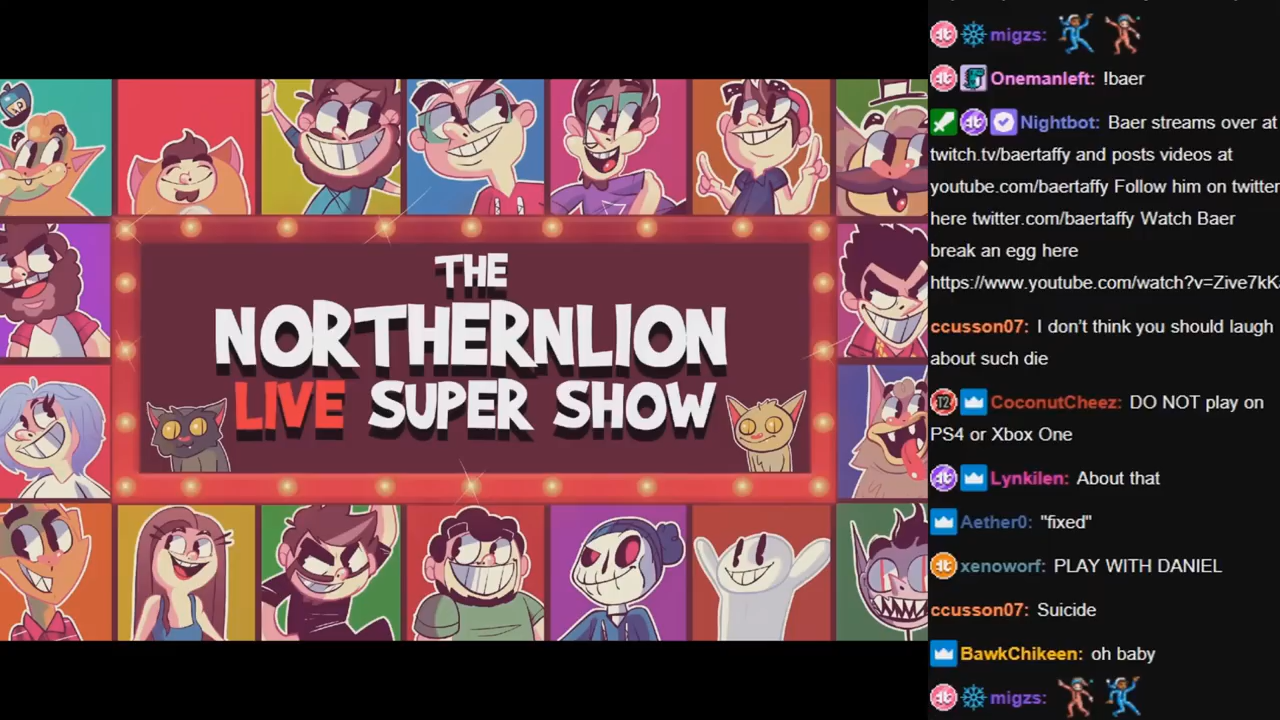 THE
NORTHERNLION
LIVE SUPER SHOW
migzs:
Onemanleft: !baer
Nightbot: Baer streams over at
twitch.tv/baertaffy and posts videos at
youtube.com/baertaffy Follow him on twitter
here twitter.com/baertaffy Watch Baer
break an egg here
https://www.youtube.com/watch?v=Zive7kK
ccusson07: I don't think you should laugh
about such die
T2 CoconutCheez: DO NOT play on
PS4 or Xbox One
Lynkilen: About that
Aether0: "fixed"
xenoworf: PLAY WITH DANIEL
ccusson07: Suicide
BawkChikeen: oh baby
migzs: